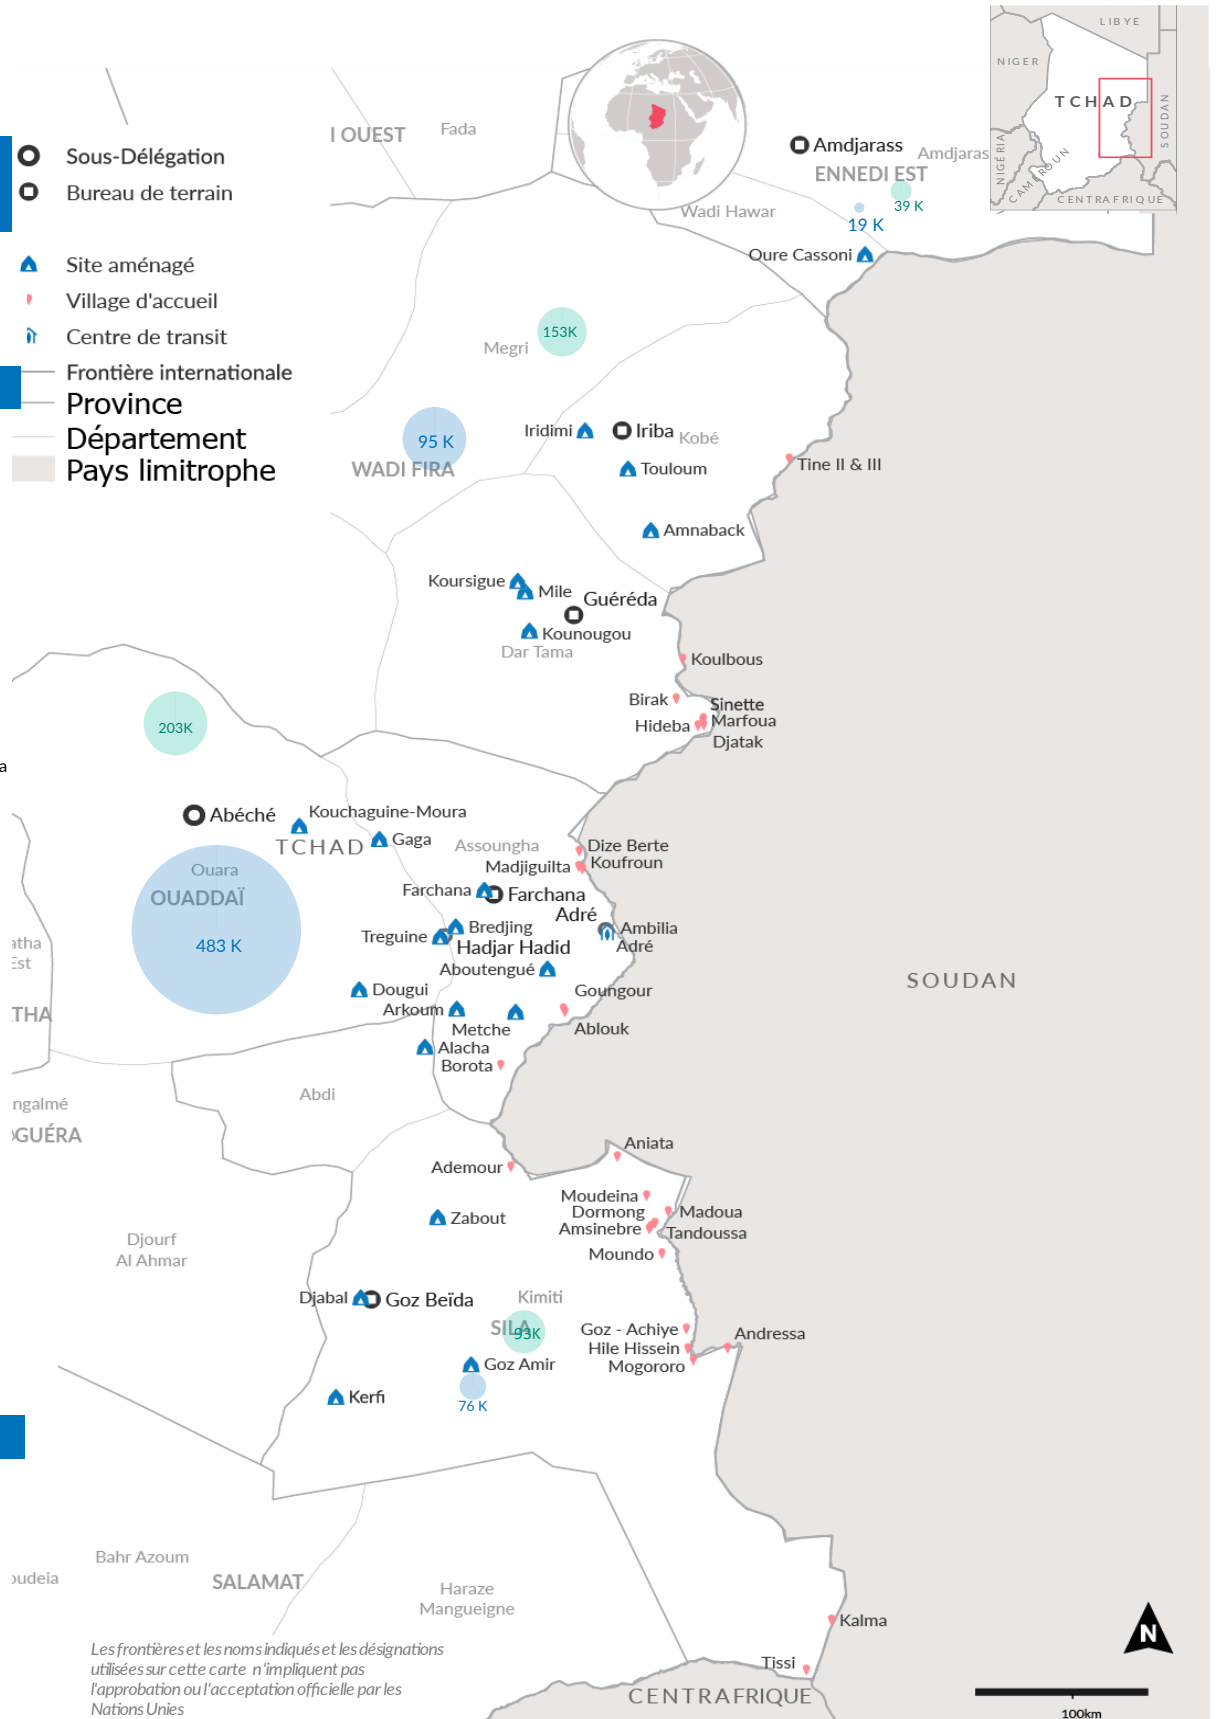 LIBYE
NIGER
TCHAD
SOUDAN
NIGÉRIA
CAMEROUN
CENTRAFRIQUE
I OUEST
Fada
Amdjarass
Amdjaras
ENNEDI EST
39 K
19 K
Wadi Hawar
Oure Cassoni
Sous-Délégation
Bureau de terrain
Site aménagé
Village d'accueil
Centre de transit
Frontière internationale
Province
Département
Pays limitrophe
153K
Megri
95 K
WADI FIRA
Iridimi
Iriba
Kobé
Touloum
Tine II & III
Amnaback
Koursigue
Mile
Guéréda
Kounougou
Dar Tama
Koulbous
Birak
Sinette
Hideba
Marfoua
Djatak
203K
a
Abéché
Kouchaguine-Moura
TCHAD
Gaga
Assoungha
Dize Berte
Koufroun
Madjiguilta
Ouara
OUADDAÏ
483 K
Farchana
Farchana
Adré
Bredjing
Ambilia
Adré
Treguine
Hadjar Hadid
Aboutengué
Dougui
Goungour
Arkoum
Metche
Ablouk
Alacha
Borota
SOUDAN
atha
Est
THA
Abdi
ngalmé
GUÉRA
Aniata
Ademour
Moudeina
Dormong
Madoua
Amsinebre
Tandoussa
Zabout
Moundo
Djourf
Al Ahmar
Djabal
Goz Beïda
Kimiti
SILA
93K
Goz - Achiye
Andressa
Hile Hissein
Mogororo
Goz Amir
76 K
Kerfi
Bahr Azoum
oudeia
SALAMAT
Haraze
Mangueigne
Kalma
Tissi
CENTRAFRIQUE
N
100km
Les frontières et les noms indiqués et les désignations
utilisées sur cette carte n'impliquent pas
l'approbation ou l'acceptation officielle par les
Nations Unies